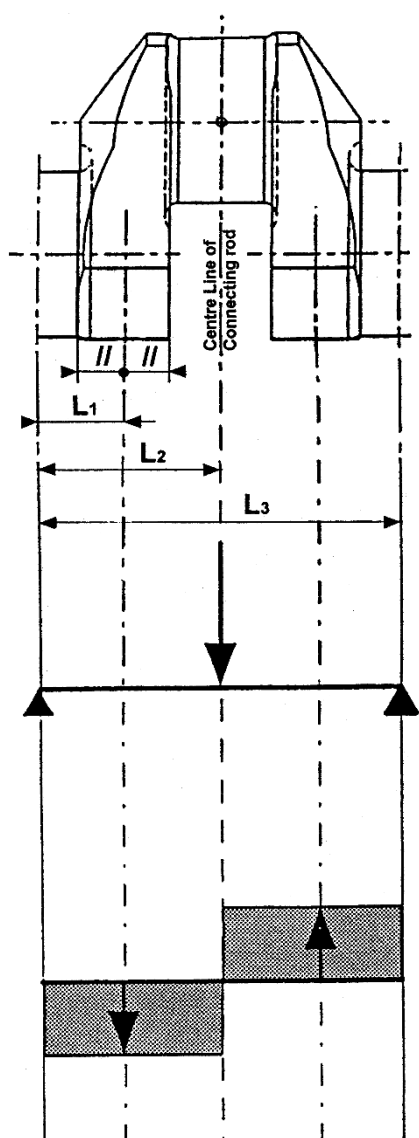 Centre Line of
Connecting rod
// //
L1
L2
L3